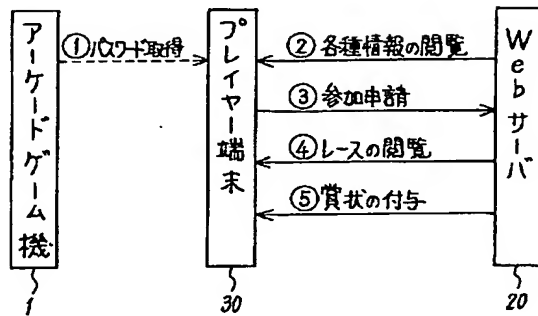 アーケードゲーム機
①パスワード取得
プレイヤー端末
②各種情報の閲覧
③参加申請
④レースの閲覧
⑤賞状の付与
Webサーバ
1
30
20